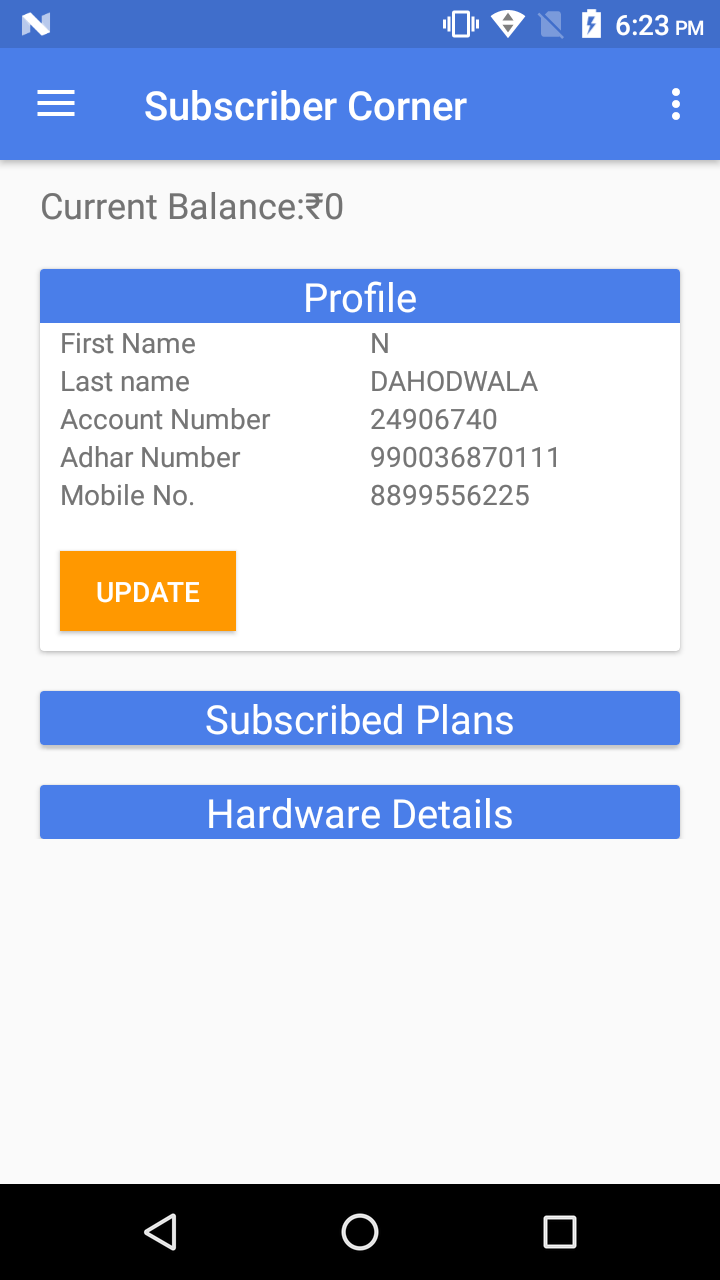 6:23 PM
Subscriber Corner
Current Balance:₹0
Profile
First Name N
Last name DAHODWALA
Account Number 24906740
Adhar Number 990036870111
Mobile No. 8899556225
UPDATE
Subscribed Plans
Hardware Details